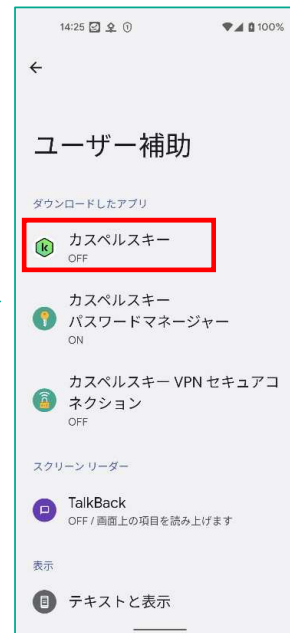 14:25 100%
ユーザー補助
ダウンロードしたアプリ
カスペルスキー
OFF
カスペルスキー
パスワードマネージャー
ON
カスペルスキー VPN セキュアコ
ネクション
OFF
スクリーン リーダー
TalkBack
OFF / 画面上の項目を読み上げます
表示
テキストと表示